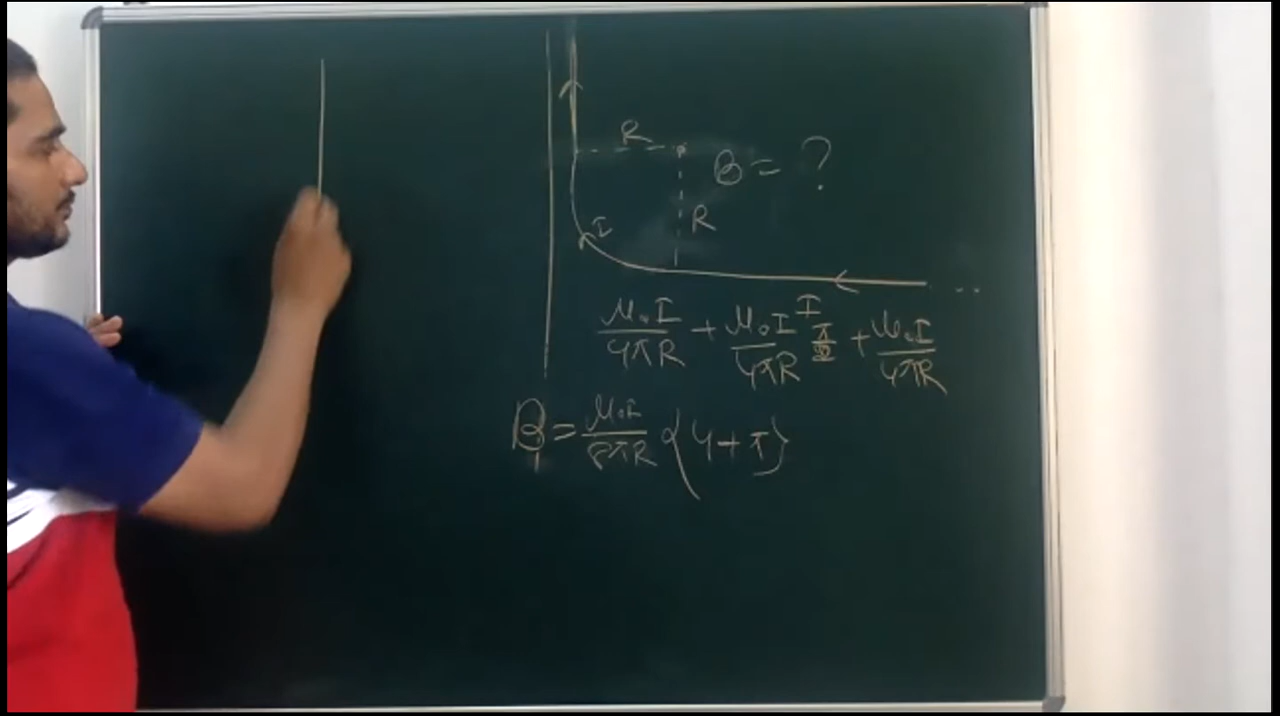 R
B = ?
R
I
I
μ₀I/4πR + μ₀I/4πR π/2 + μ₀I/4πR
B = μ₀I/8πR {4 + π}